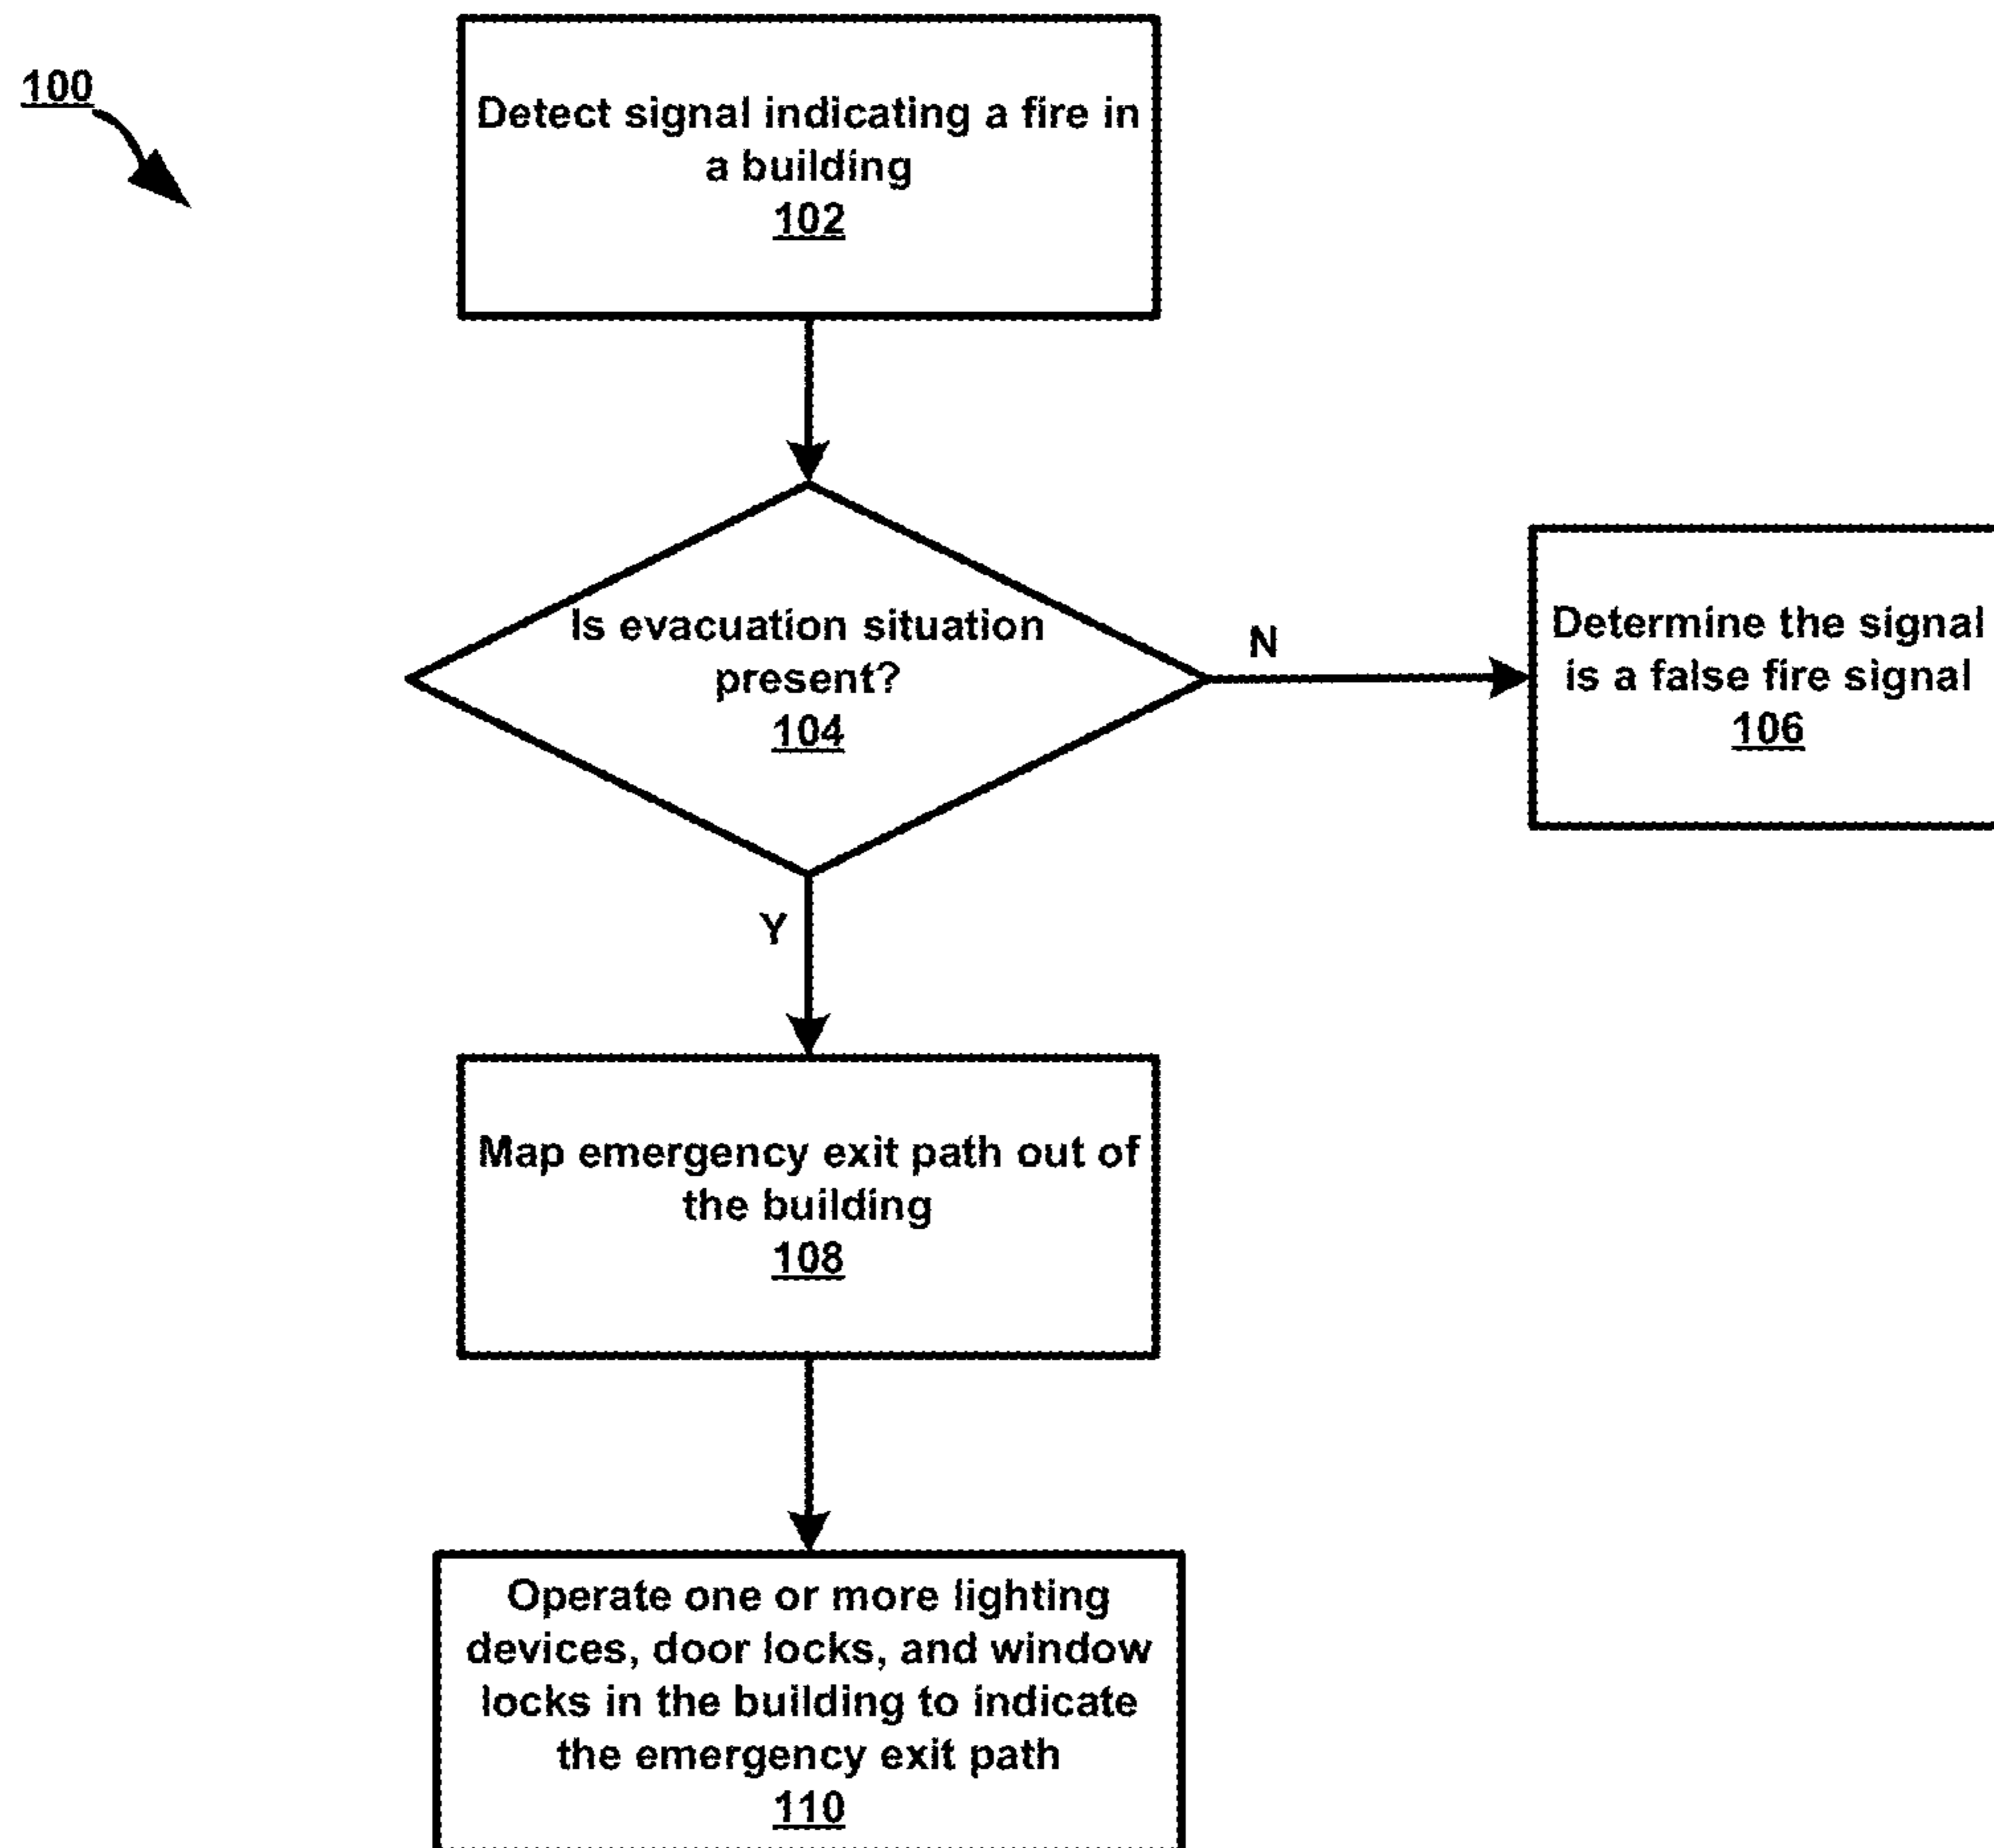 100
Detect signal indicating a fire in
a building
102
Is evacuation situation
present?
104
N
Determine the signal
is a false fire signal
106
Y
Map emergency exit path out of
the building
108
Operate one or more lighting
devices, door locks, and window
locks in the building to indicate
the emergency exit path
110